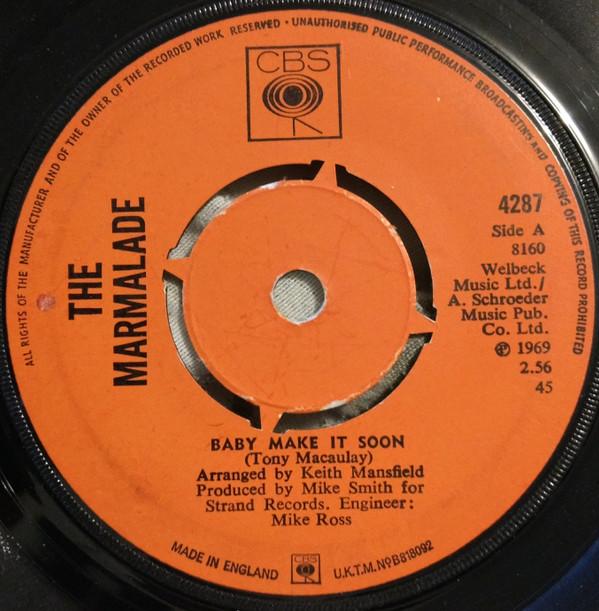 ALL RIGHTS OF THE MANUFACTURER AND OF THE OWNER OF THE RECORDED WORK RESERVED • UNAUTHORISED PUBLIC PERFORMANCE BROADCASTING AND COPYING OF THIS RECORD PROHIBITED
CBS
THE
MARMALADE
4287
Side A
8160
Welbeck
Music Ltd./
A. Schroeder
Music Pub.
Co. Ltd.
℗ 1969
2.56
45
BABY MAKE IT SOON
(Tony Macaulay)
Arranged by Keith Mansfield
Produced by Mike Smith for
Strand Records. Engineer:
Mike Ross
MADE IN ENGLAND CBS U.K.T.M.NºB818092